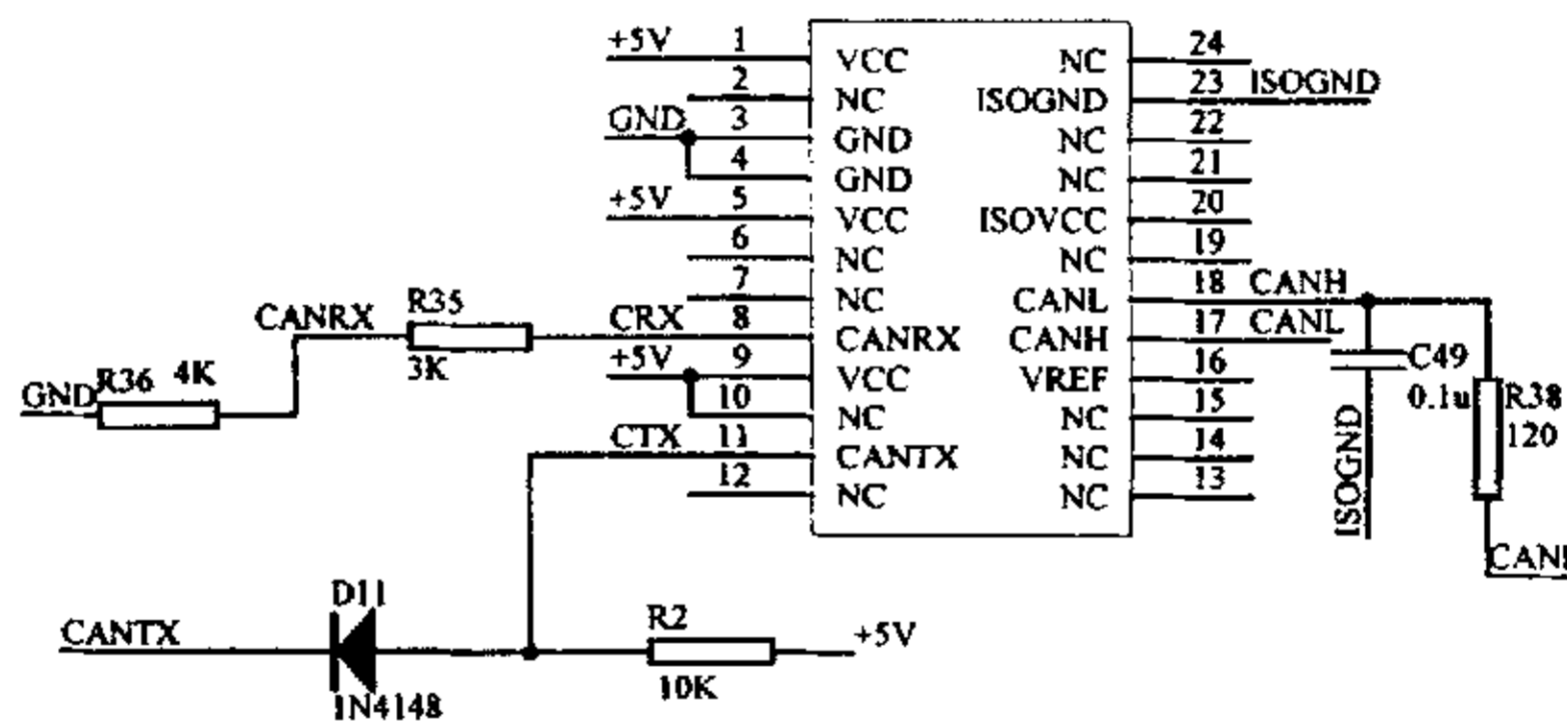 +5V 1 VCC NC 24
2 NC ISOGND 23 ISOGND
GND 3 GND NC 22
4 GND NC 21
+5V 5 VCC ISOVCC 20
6 NC NC 19
7 NC CANL 18 CANH
CANRX R35 3K CRX 8 CANRX CANH 17 CANL
+5V 9 VCC VREF 16
GND R36 4K
10 NC NC 15
CTX 11 CANTX NC 14
12 NC NC 13
C49
0.1u
R38
120
ISOGND
D11
CANTX
1N4148
R2
10K
+5V